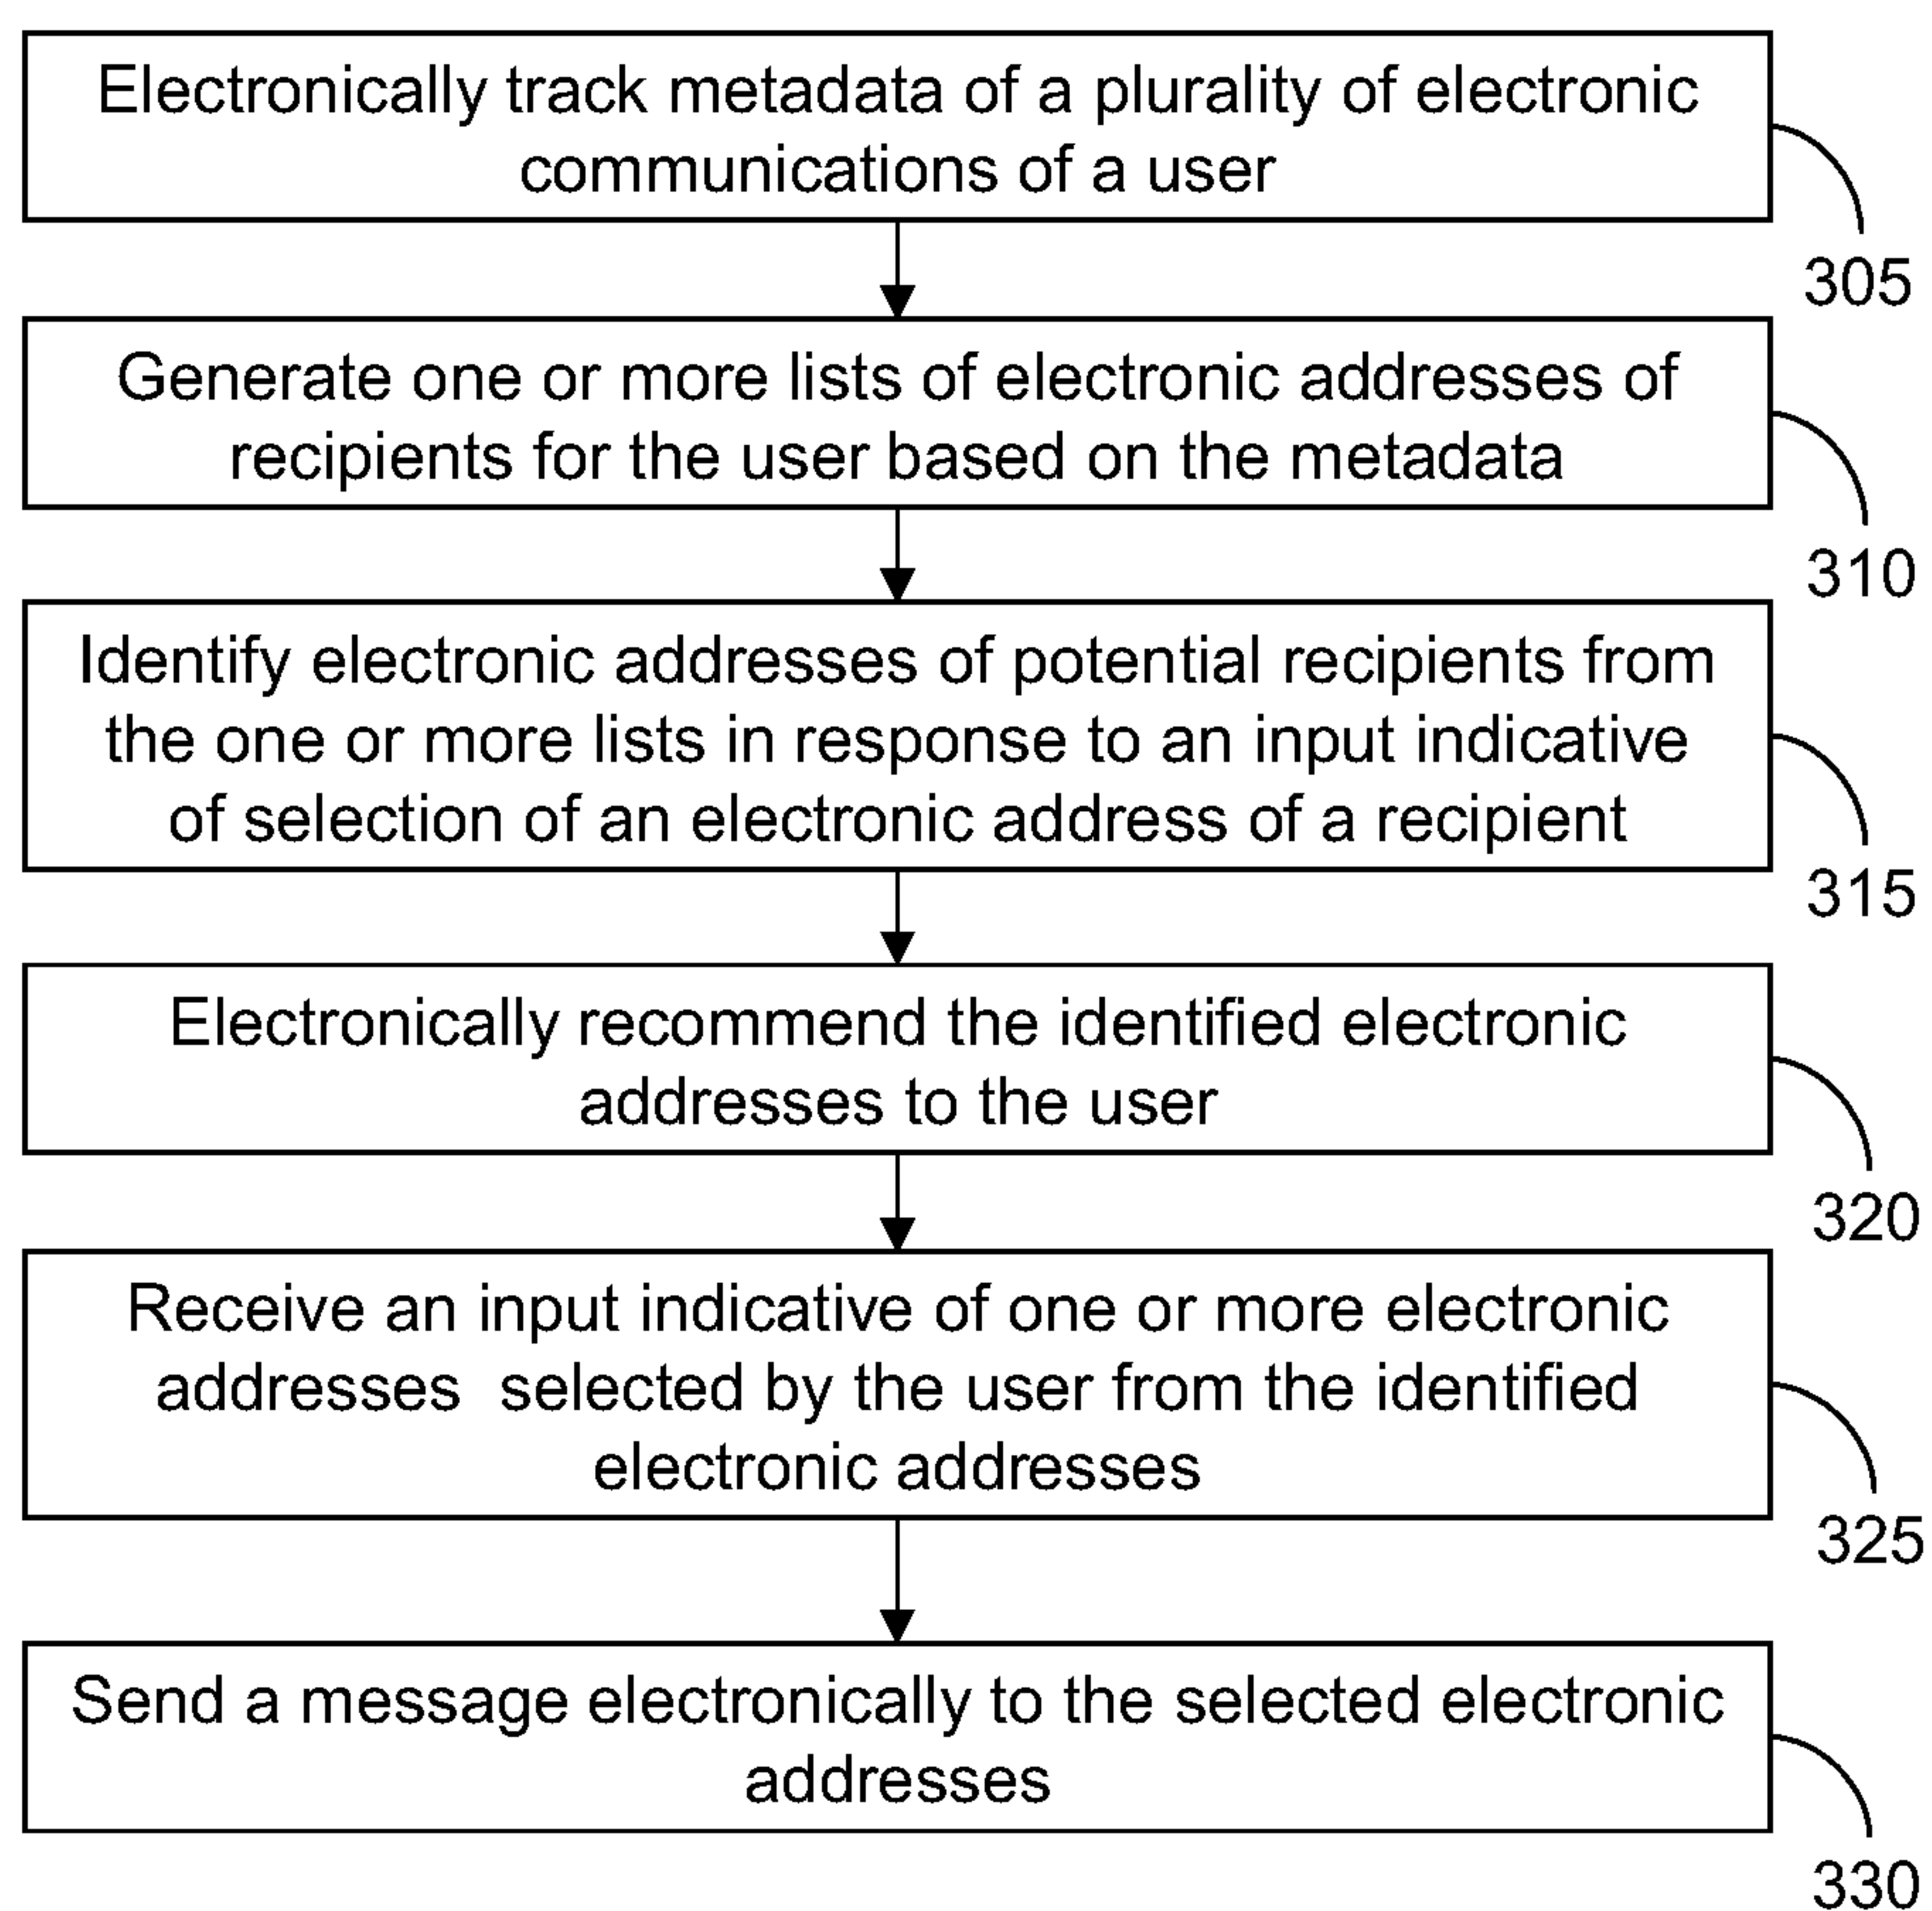 Electronically track metadata of a plurality of electronic
communications of a user
305
Generate one or more lists of electronic addresses of
recipients for the user based on the metadata
310
Identify electronic addresses of potential recipients from
the one or more lists in response to an input indicative
of selection of an electronic address of a recipient
315
Electronically recommend the identified electronic
addresses to the user
320
Receive an input indicative of one or more electronic
addresses  selected by the user from the identified
electronic addresses
325
Send a message electronically to the selected electronic
addresses
330